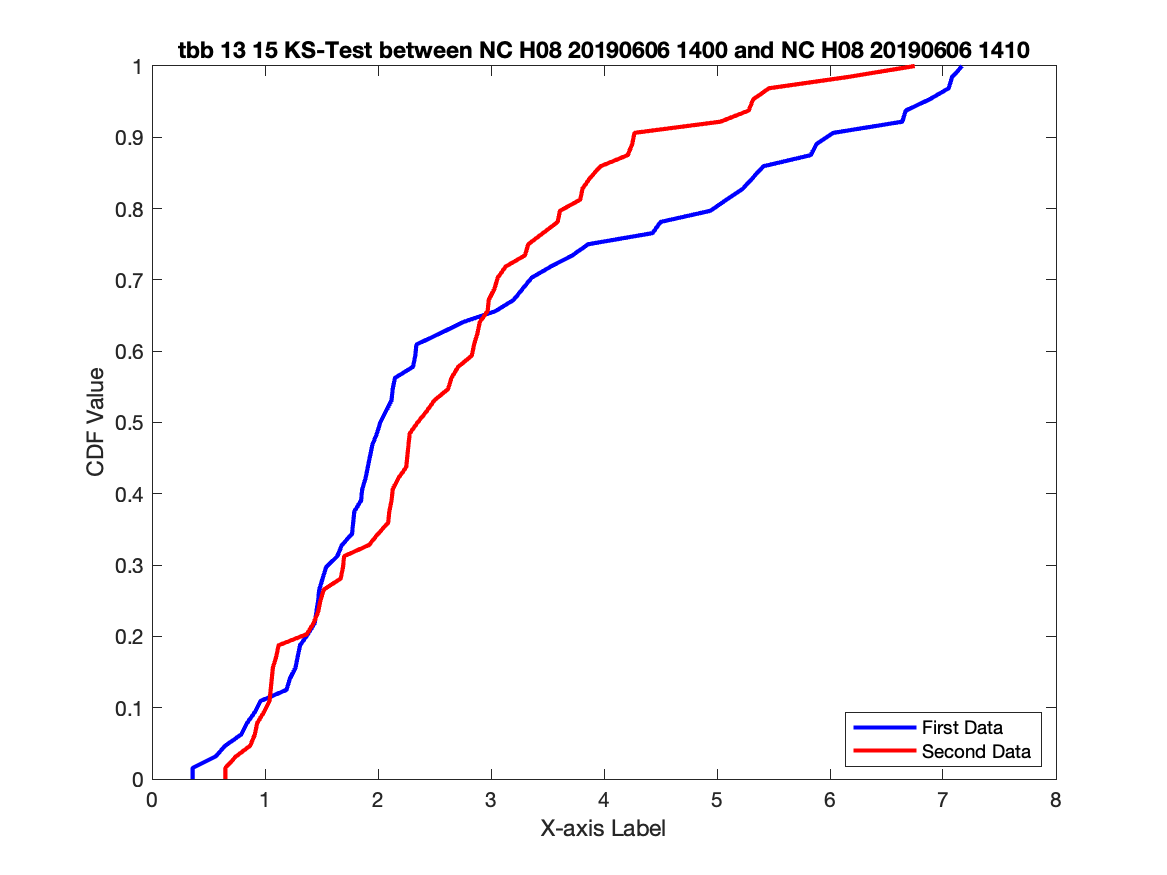 tbb 13 15 KS-Test between NC H08 20190606 1400 and NC H08 20190606 1410
1
0.9
0.8
0.7
0.6
0.5
0.4
0.3
0.2
0.1
0
CDF Value
First Data
Second Data
0 1 2 3 4 5 6 7 8
X-axis Label